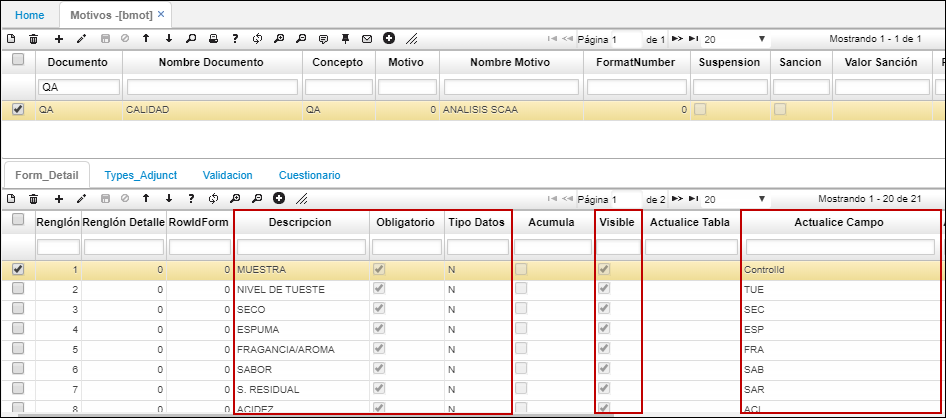 Home Motivos -[bmot] ×
Página 1 de 1 20 Mostrando 1 - 1 de 1
Documento Nombre Documento Concepto Motivo Nombre Motivo FormatNumber Suspension Sancion Valor Sanción
QA
QA CALIDAD QA 0 ANALISIS SCAA 0
Form_Detail Types_Adjunct Validacion Cuestionario
Página 1 de 2 20 Mostrando 1 - 20 de 21
Renglón Renglón Detalle RowIdForm Descripcion Obligatorio Tipo Datos Acumula Visible Actualice Tabla Actualice Campo
1 0 0 MUESTRA N ControlId
2 0 0 NIVEL DE TUESTE N TUE
3 0 0 SECO N SEC
4 0 0 ESPUMA N ESP
5 0 0 FRAGANCIA/AROMA N FRA
6 0 0 SABOR N SAB
7 0 0 S. RESIDUAL N SAR
8 0 0 ACIDEZ N ACI